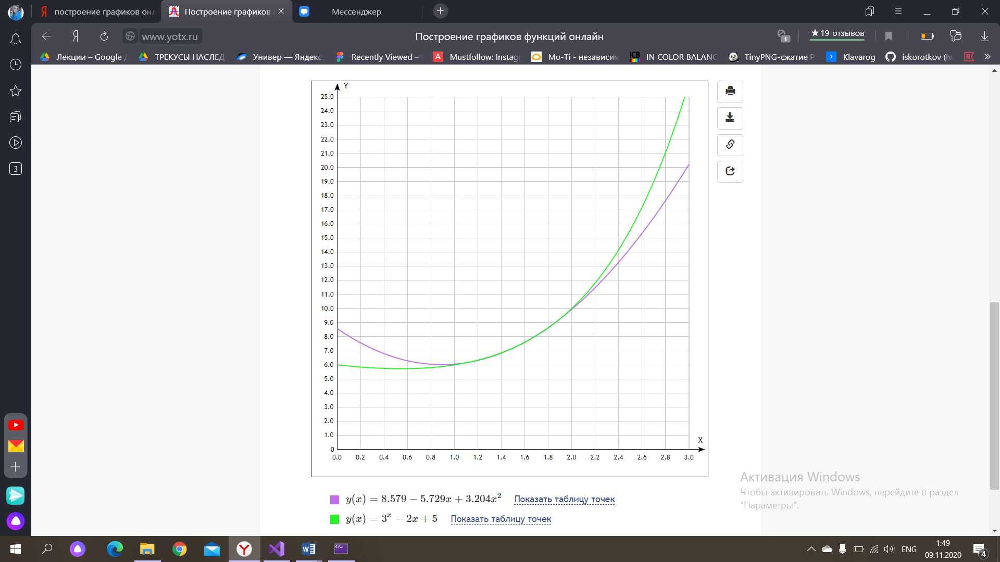 построение графиков онл
Построение графиков
Мессенджер
www.yotx.ru
Построение графиков функций онлайн
1
★ 19 отзывов
Лекции – Google
ТРЕКУСЫ НАСЛЕД
Универ — Яндекс.
Recently Viewed –
Mustfollow: Instag
Mo-Ti - независим
IN COLOR BALANC
TinyPNG-сжатие P
Klavarog
iskorotkov (Iv
3
Y
25.0
24.0
23.0
22.0
21.0
20.0
19.0
18.0
17.0
16.0
15.0
14.0
13.0
12.0
11.0
10.0
9.0
8.0
7.0
6.0
5.0
4.0
3.0
2.0
1.0
0
X
0.0 0.2 0.4 0.6 0.8 1.0 1.2 1.4 1.6 1.8 2.0 2.2 2.4 2.6 2.8 3.0
y(x) = 8.579 − 5.729x + 3.204x² Показать таблицу точек
y(x) = 3ˣ − 2x + 5 Показать таблицу точек
Активация Windows
Чтобы активировать Windows, перейдите в раздел
"Параметры".
ENG
1:49
09.11.2020
4